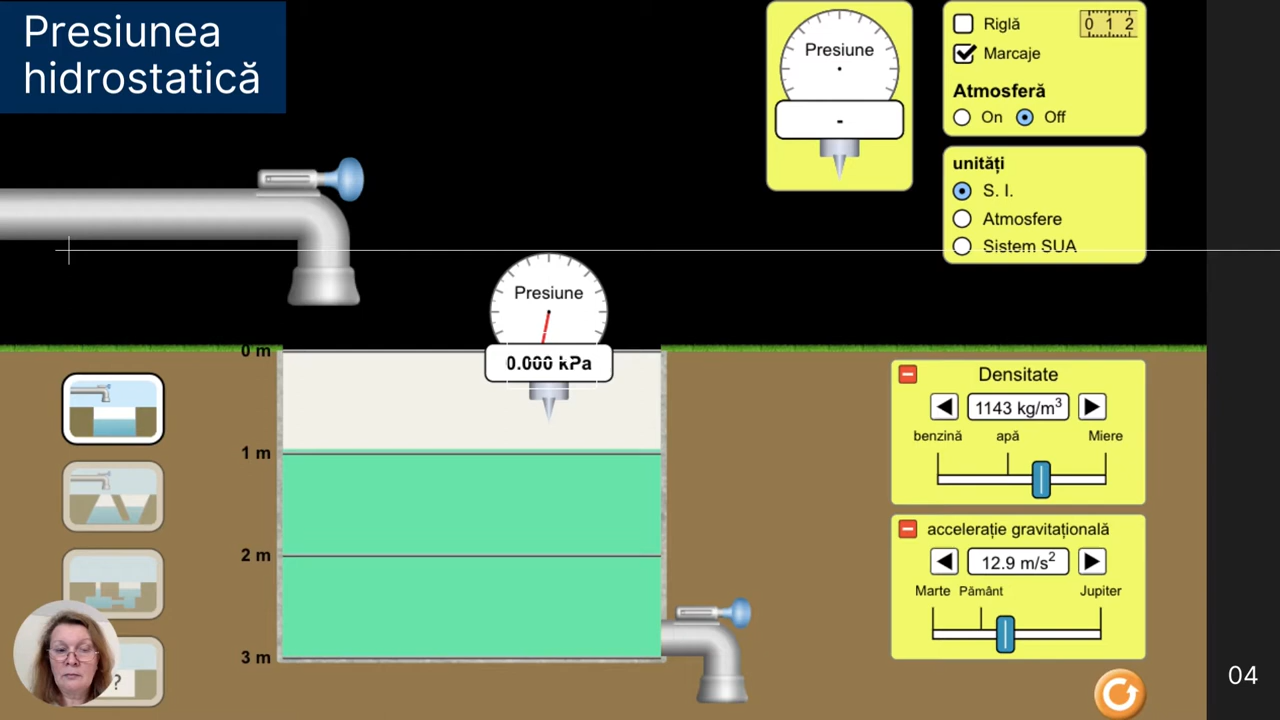 Presiunea
hidrostatică
Presiune
-
Riglă
0 1 2
Marcaje
Atmosferă
On Off
unități
S. I.
Atmosfere
Sistem SUA
Presiune
0.000 kPa
0 m
1 m
2 m
3 m
Densitate
1143 kg/m³
benzină apă Miere
accelerație gravitațională
12.9 m/s²
Marte Pământ Jupiter
?
04